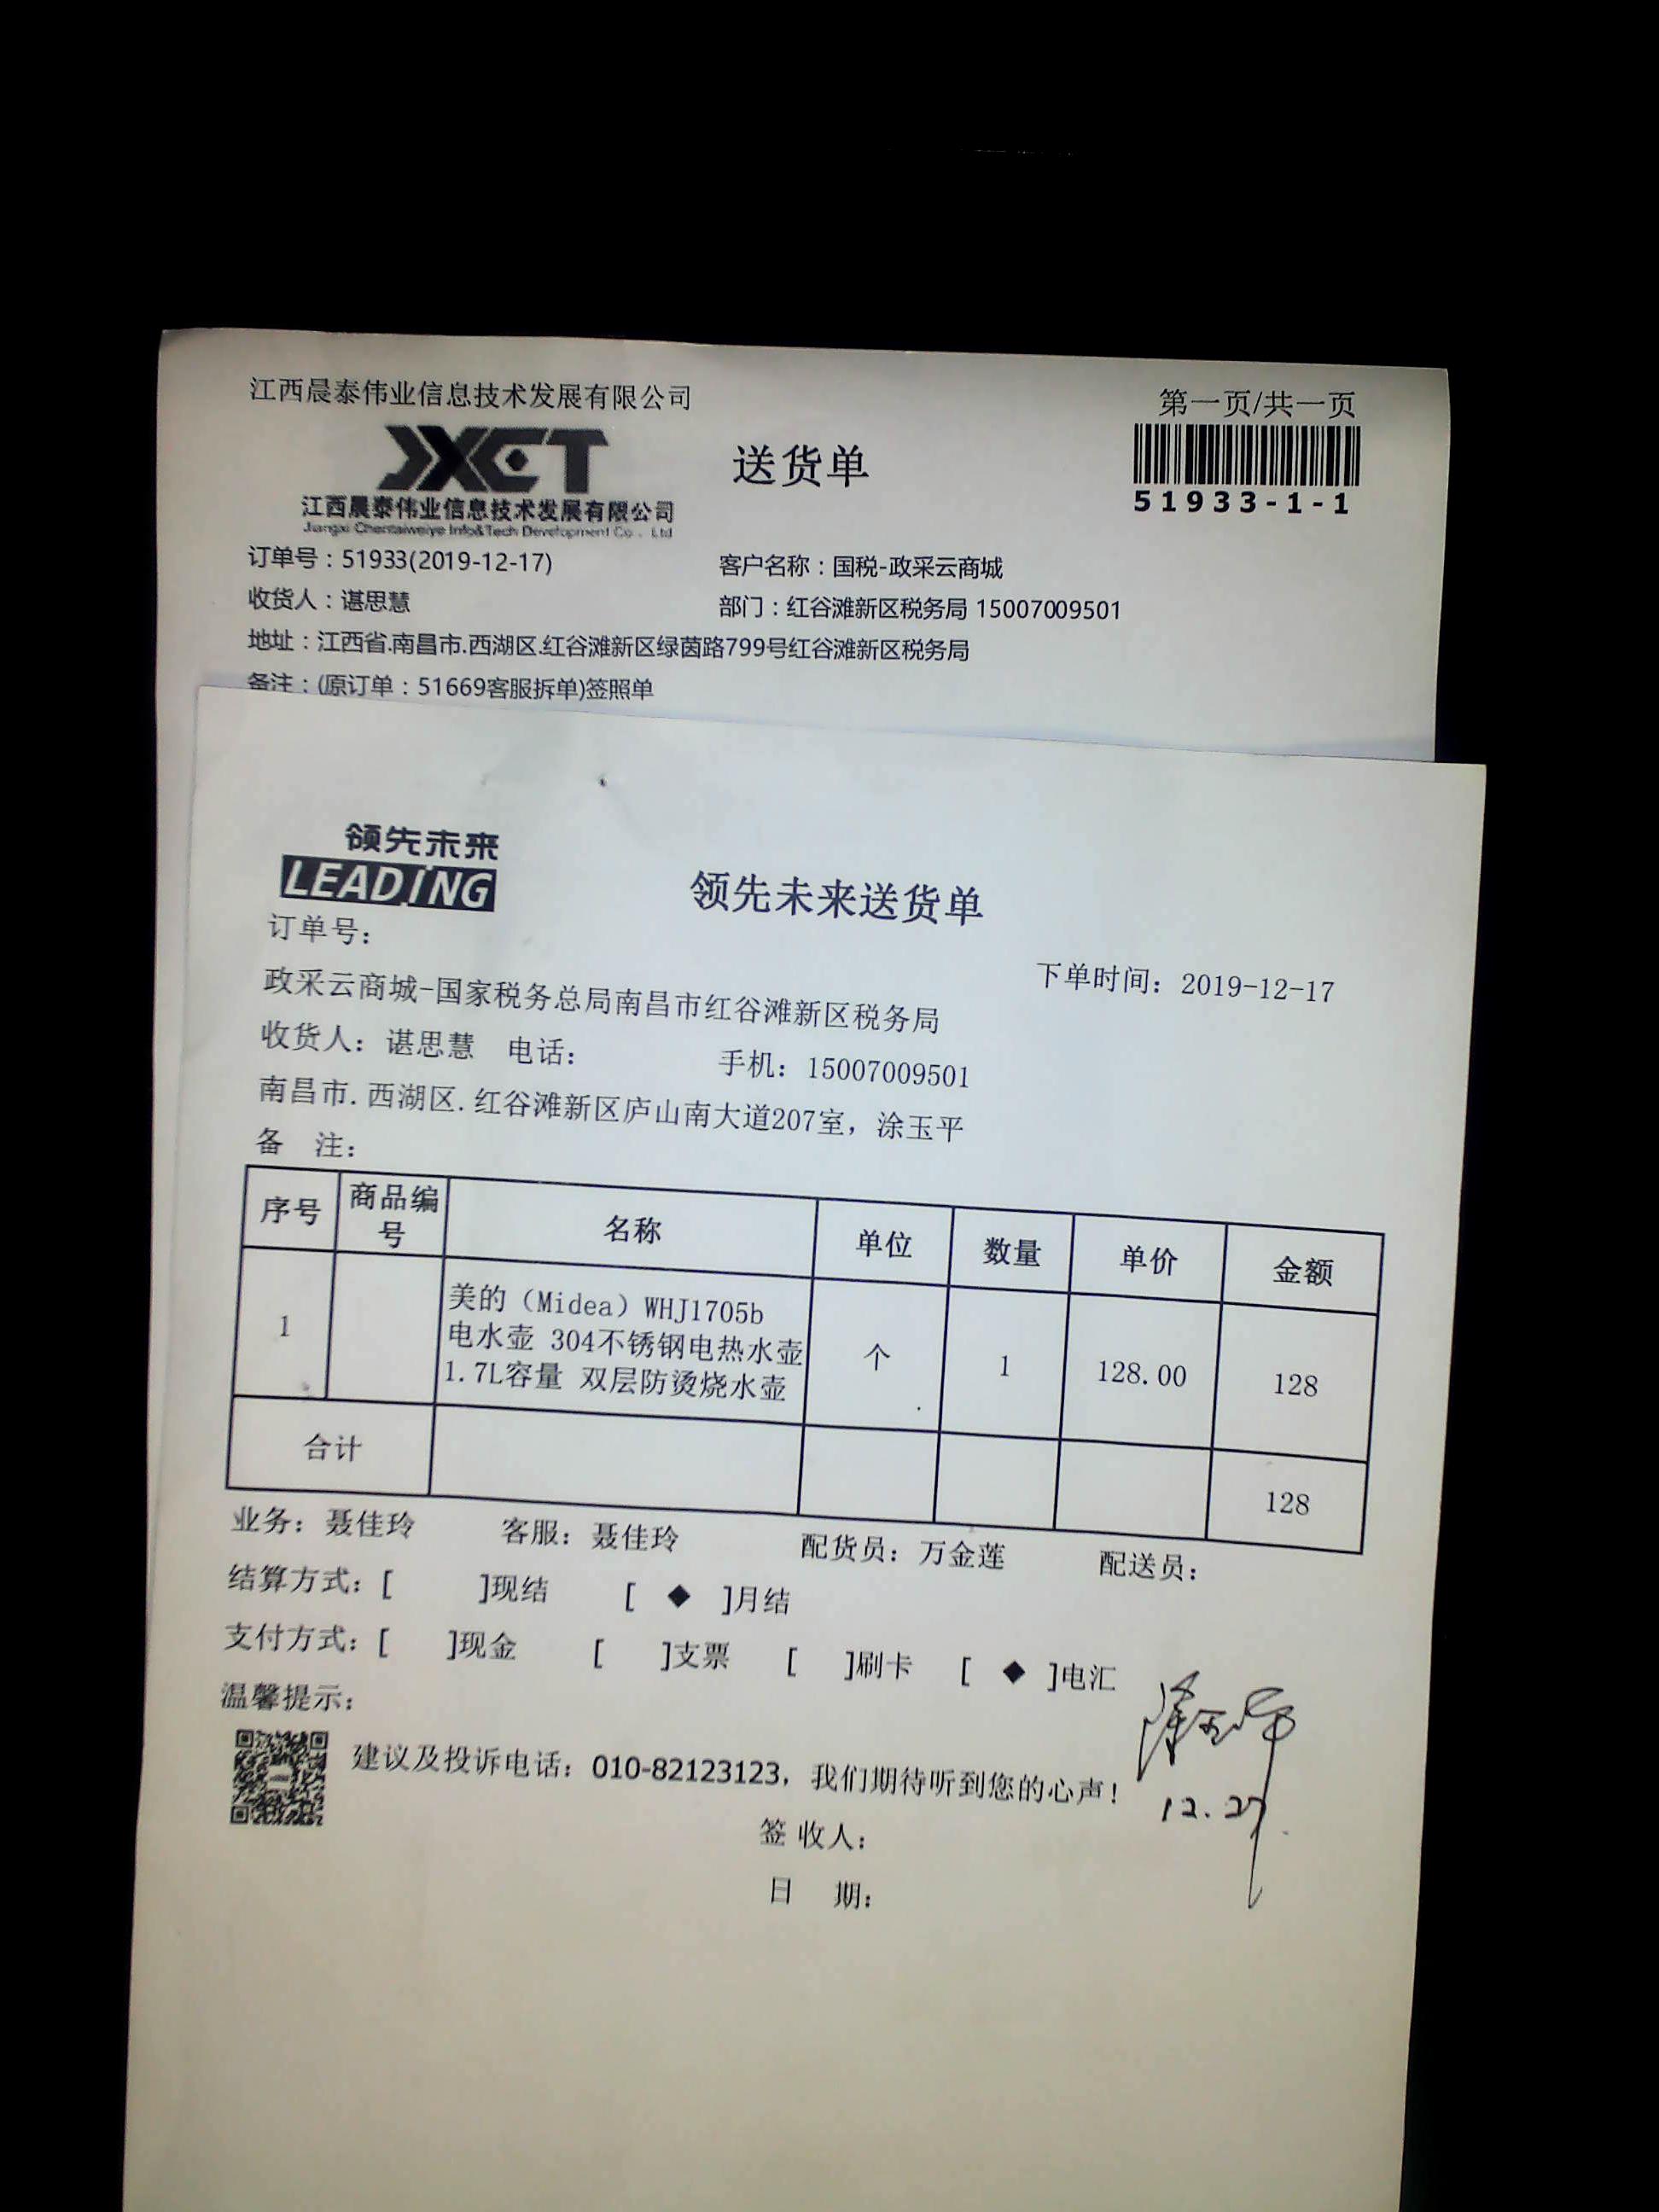 江西晨泰伟业信息技术发展有限公司
第一页/共一页
JXCT
送货单
江西晨泰伟业信息技术发展有限公司
Jiangxi Chentaiweiye Info&Tech Development Co., Ltd
51933-1-1
订单号：51933(2019-12-17)
客户名称：国税-政采云商城
收货人：谌思慧
部门：红谷滩新区税务局 15007009501
地址：江西省.南昌市.西湖区.红谷滩新区绿茵路799号红谷滩新区税务局
备注：(原订单：51669客服拆单)签照单
领先未来
LEADING
领先未来送货单
订单号：
下单时间：2019-12-17
政采云商城-国家税务总局南昌市红谷滩新区税务局
收货人：谌思慧 电话： 手机：15007009501
南昌市.西湖区.红谷滩新区庐山南大道207室，涂玉平
备 注：
序号 商品编号 名称 单位 数量 单价 金额
1 美的（Midea）WHJ1705b 个 1 128.00 128
电水壶 304不锈钢电热水壶
1.7L容量 双层防烫烧水壶
合计 128
业务：聂佳玲 客服：聂佳玲 配货员：万金莲 配送员：
结算方式：[ ]现结 [ ◆ ]月结
支付方式：[ ]现金 [ ]支票 [ ]刷卡 [ ◆ ]电汇
温馨提示：
建议及投诉电话：010-82123123，我们期待听到您的心声！
涂玉平
12.27
签 收人：
日 期：